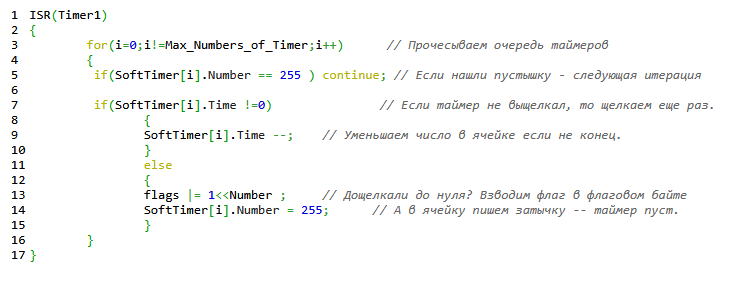 1 ISR(Timer1)
2 {
3 for(i=0;i!=Max_Numbers_of_Timer;i++) // Прочесываем очередь таймеров
4 {
5 if(SoftTimer[i].Number == 255 ) continue; // Если нашли пустышку - следующая итерация
6
7 if(SoftTimer[i].Time !=0) // Если таймер не выщелкал, то щелкаем еще раз.
8 {
9 SoftTimer[i].Time --; // Уменьшаем число в ячейке если не конец.
10 }
11 else
12 {
13 flags |= 1<<Number ; // Дощелкали до нуля? Взводим флаг в флаговом байте
14 SoftTimer[i].Number = 255; // А в ячейку пишем затычку -- таймер пуст.
15 }
16 }
17 }